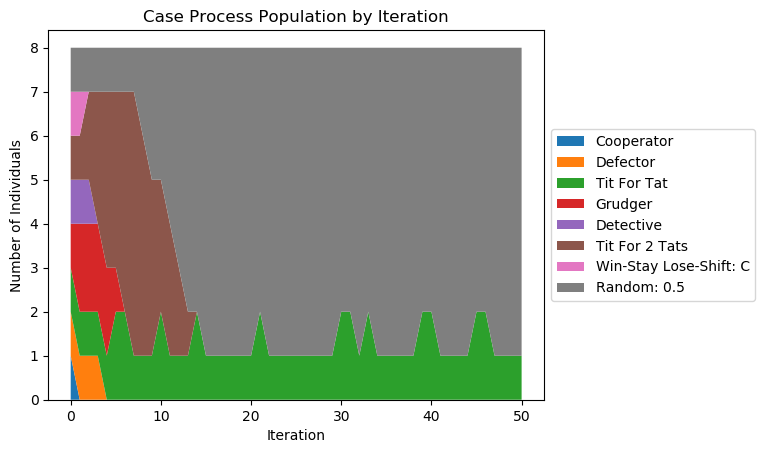 Case Process Population by Iteration
Number of Individuals
8
7
6
5
4
3
2
1
0
0 10 20 30 40 50
Iteration
Cooperator
Defector
Tit For Tat
Grudger
Detective
Tit For 2 Tats
Win-Stay Lose-Shift: C
Random: 0.5